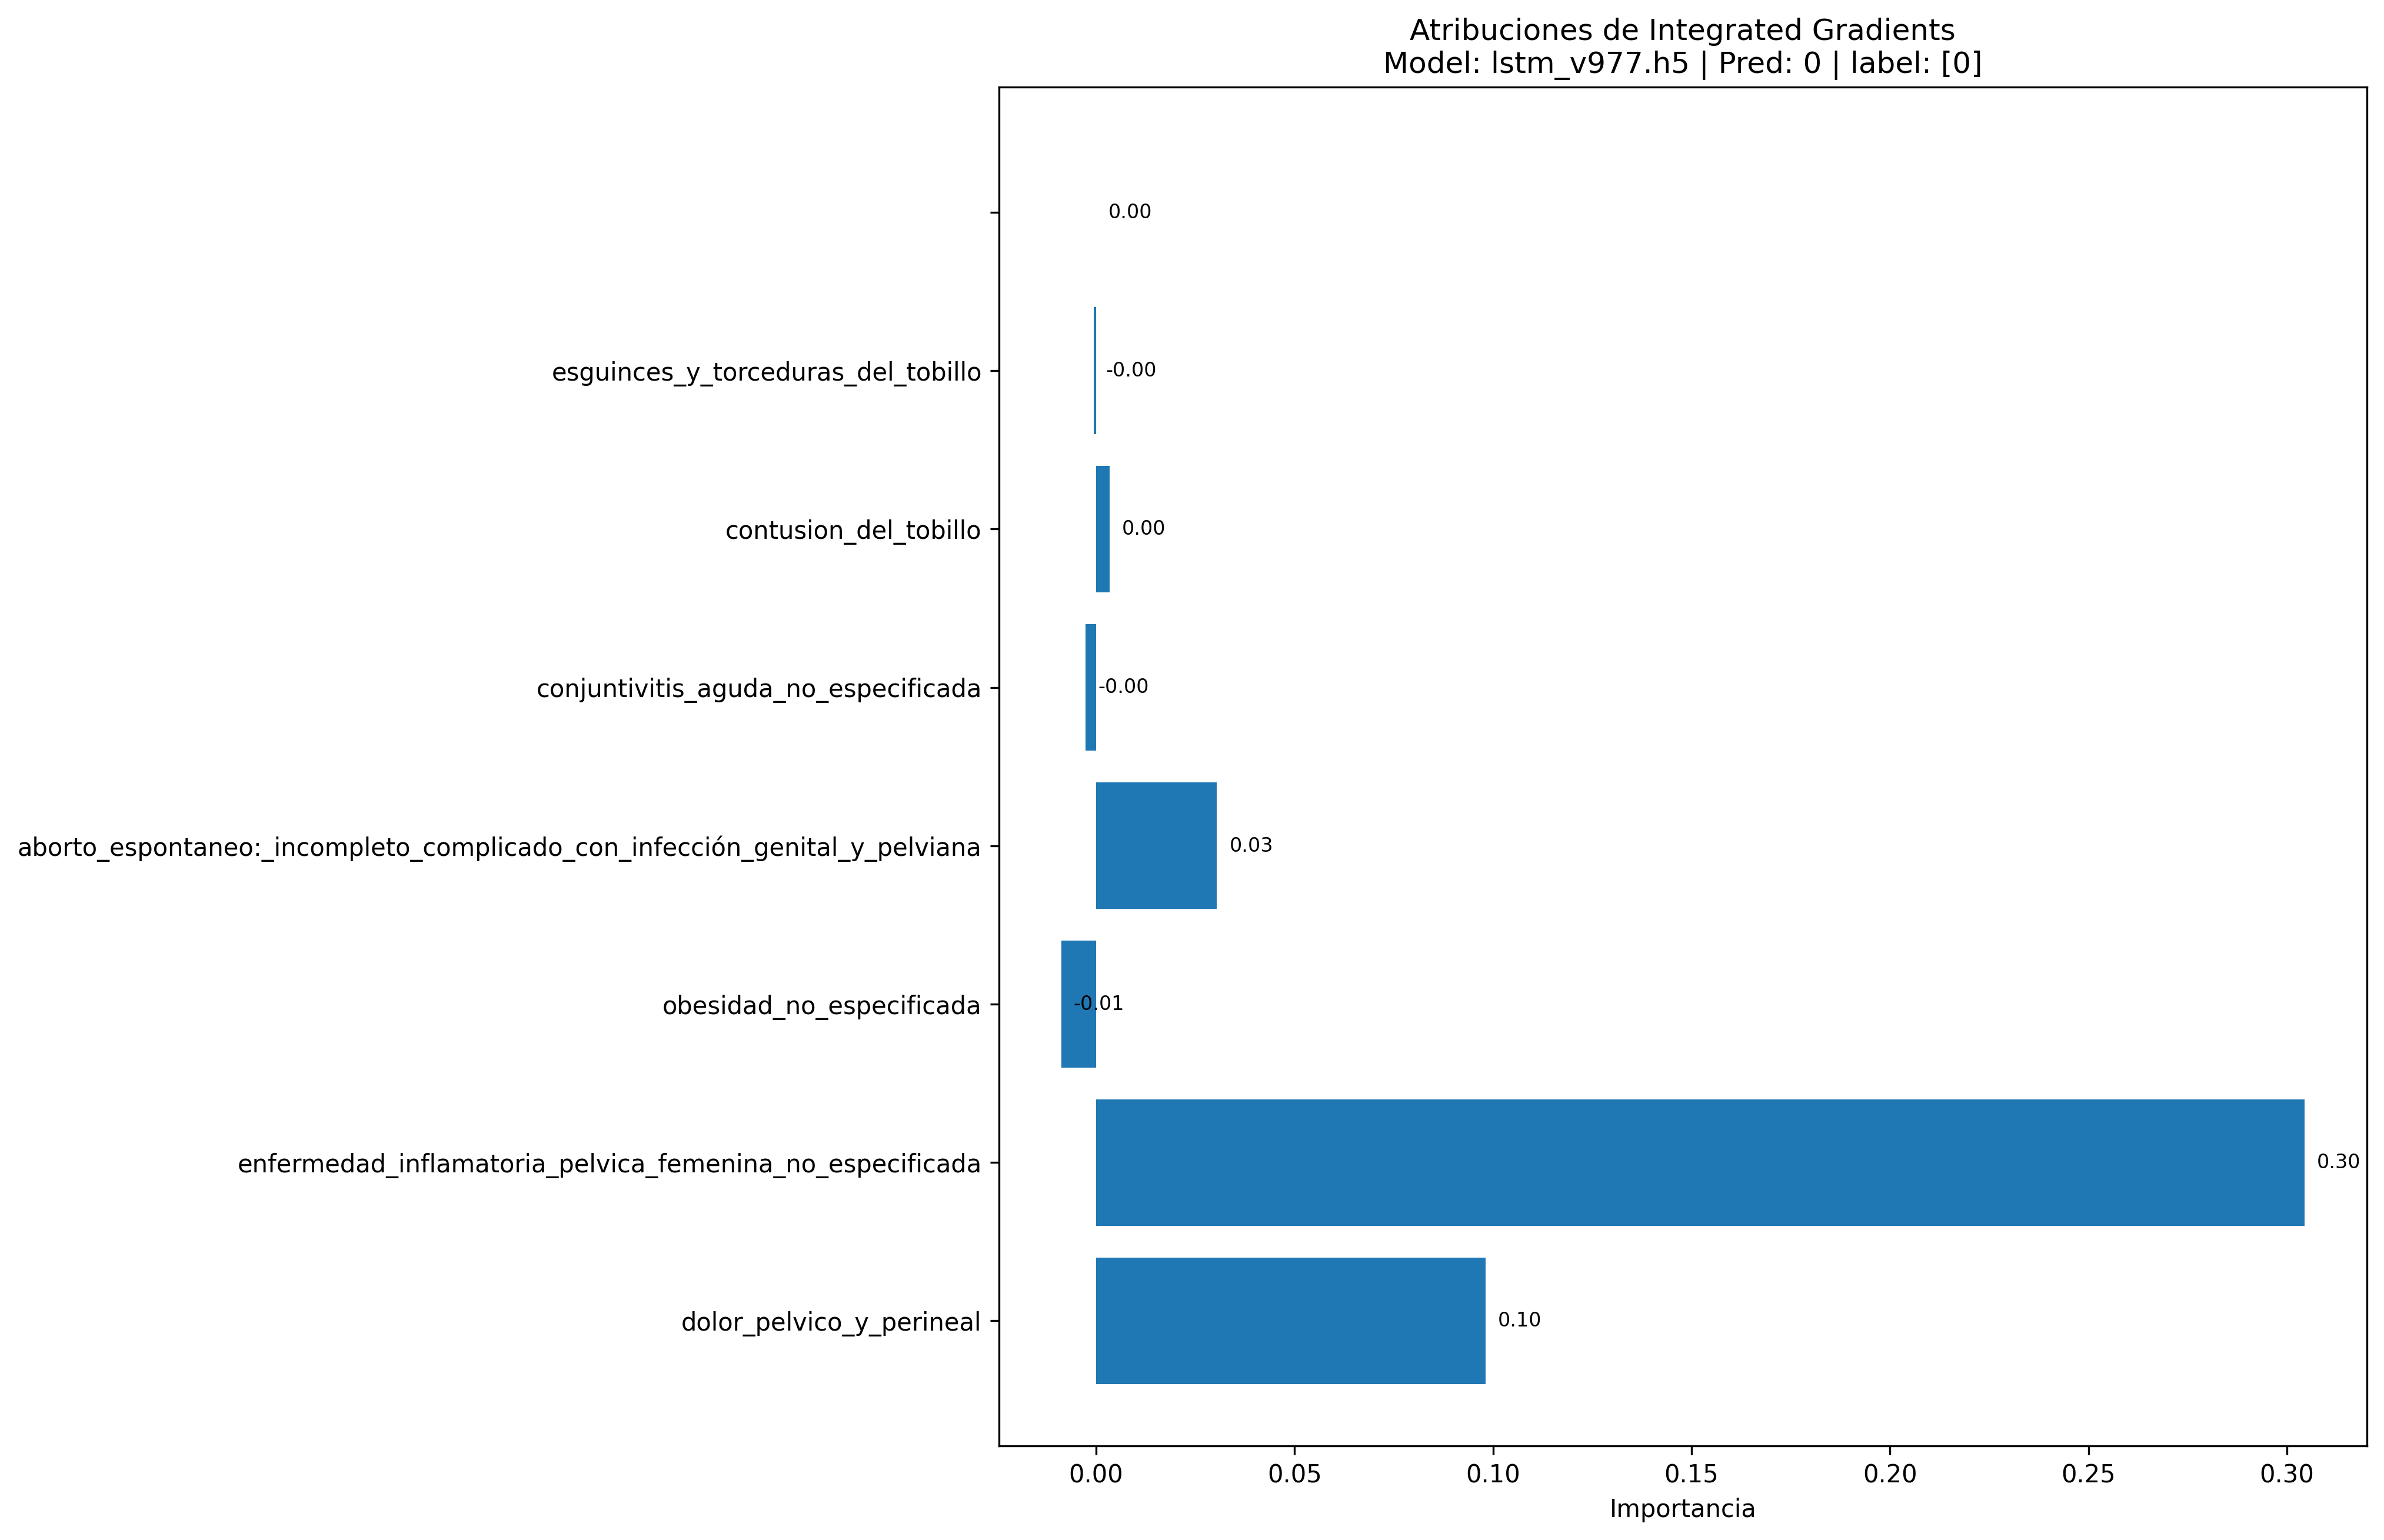 Atribuciones de Integrated Gradients
Model: lstm_v977.h5 | Pred: 0 | label: [0]
0.00
esguinces_y_torceduras_del_tobillo -0.00
contusion_del_tobillo 0.00
conjuntivitis_aguda_no_especificada -0.00
aborto_espontaneo:_incompleto_complicado_con_infección_genital_y_pelviana 0.03
obesidad_no_especificada -0.01
enfermedad_inflamatoria_pelvica_femenina_no_especificada 0.30
dolor_pelvico_y_perineal 0.10
0.00 0.05 0.10 0.15 0.20 0.25 0.30
Importancia